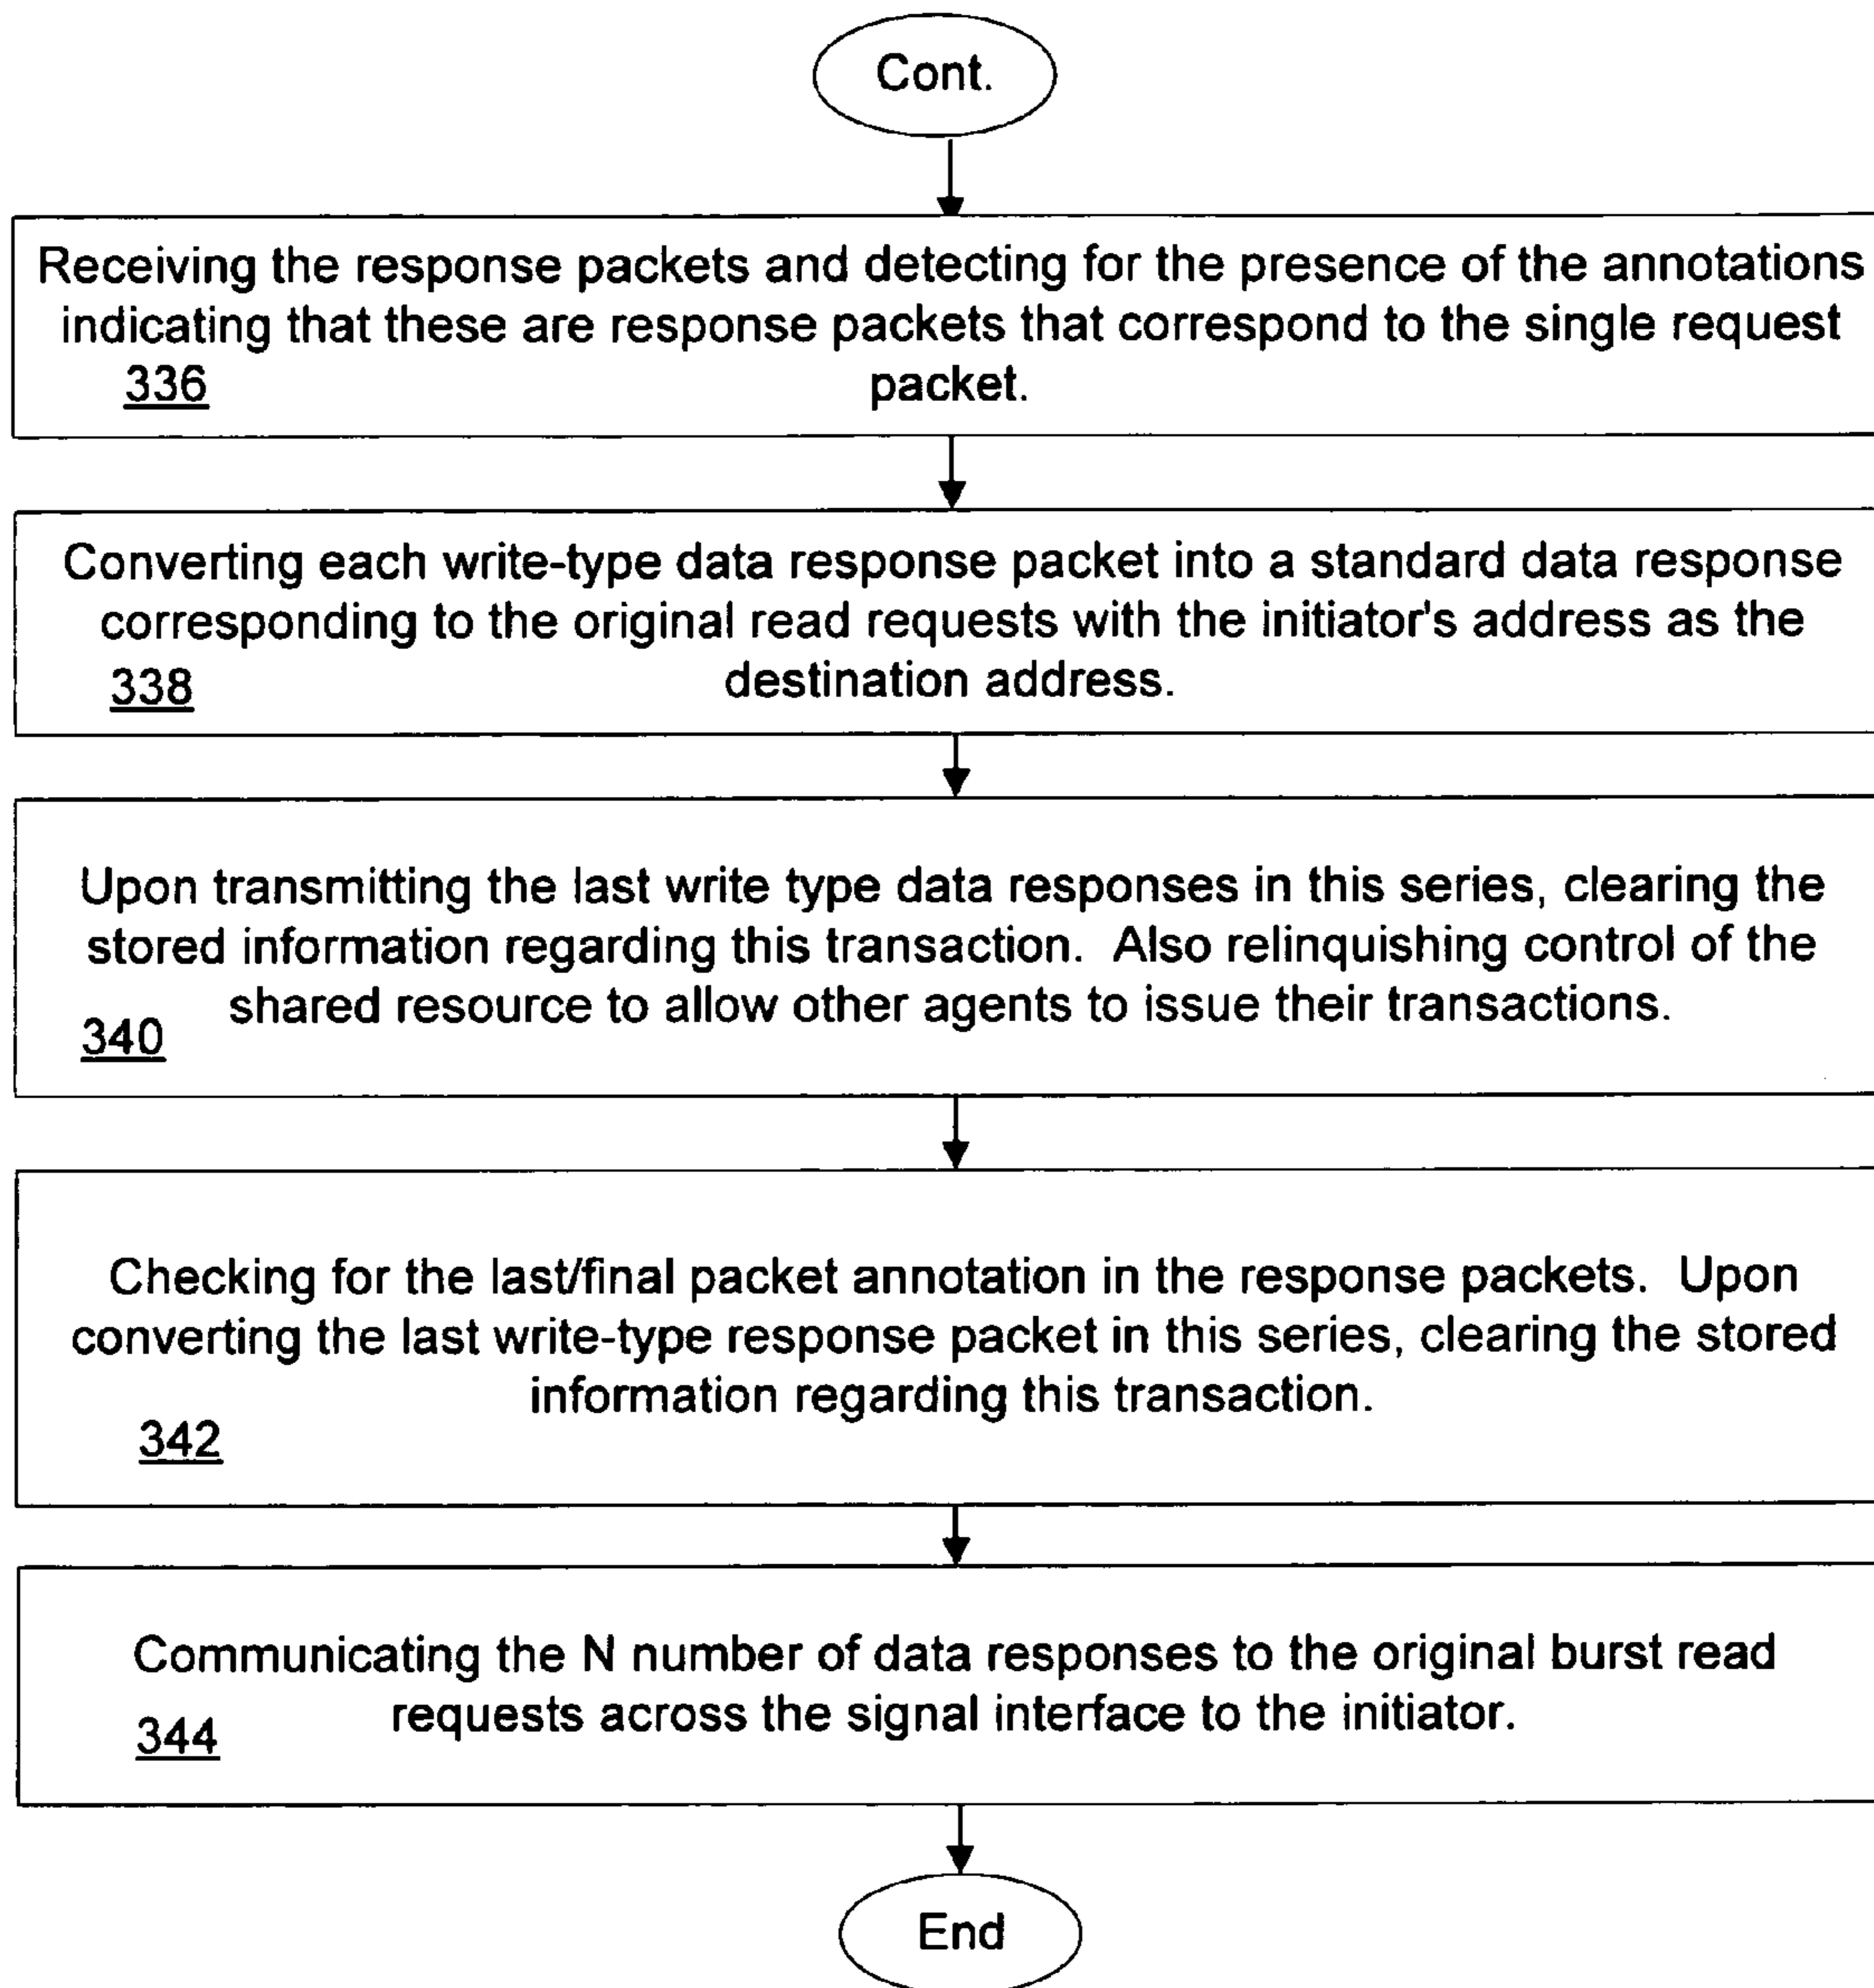 Cont.
Receiving the response packets and detecting for the presence of the annotations
indicating that these are response packets that correspond to the single request
packet.
336
Converting each write-type data response packet into a standard data response
corresponding to the original read requests with the initiator's address as the
destination address.
338
Upon transmitting the last write type data responses in this series, clearing the
stored information regarding this transaction. Also relinquishing control of the
shared resource to allow other agents to issue their transactions.
340
Checking for the last/final packet annotation in the response packets. Upon
converting the last write-type response packet in this series, clearing the stored
information regarding this transaction.
342
Communicating the N number of data responses to the original burst read
requests across the signal interface to the initiator.
344
End